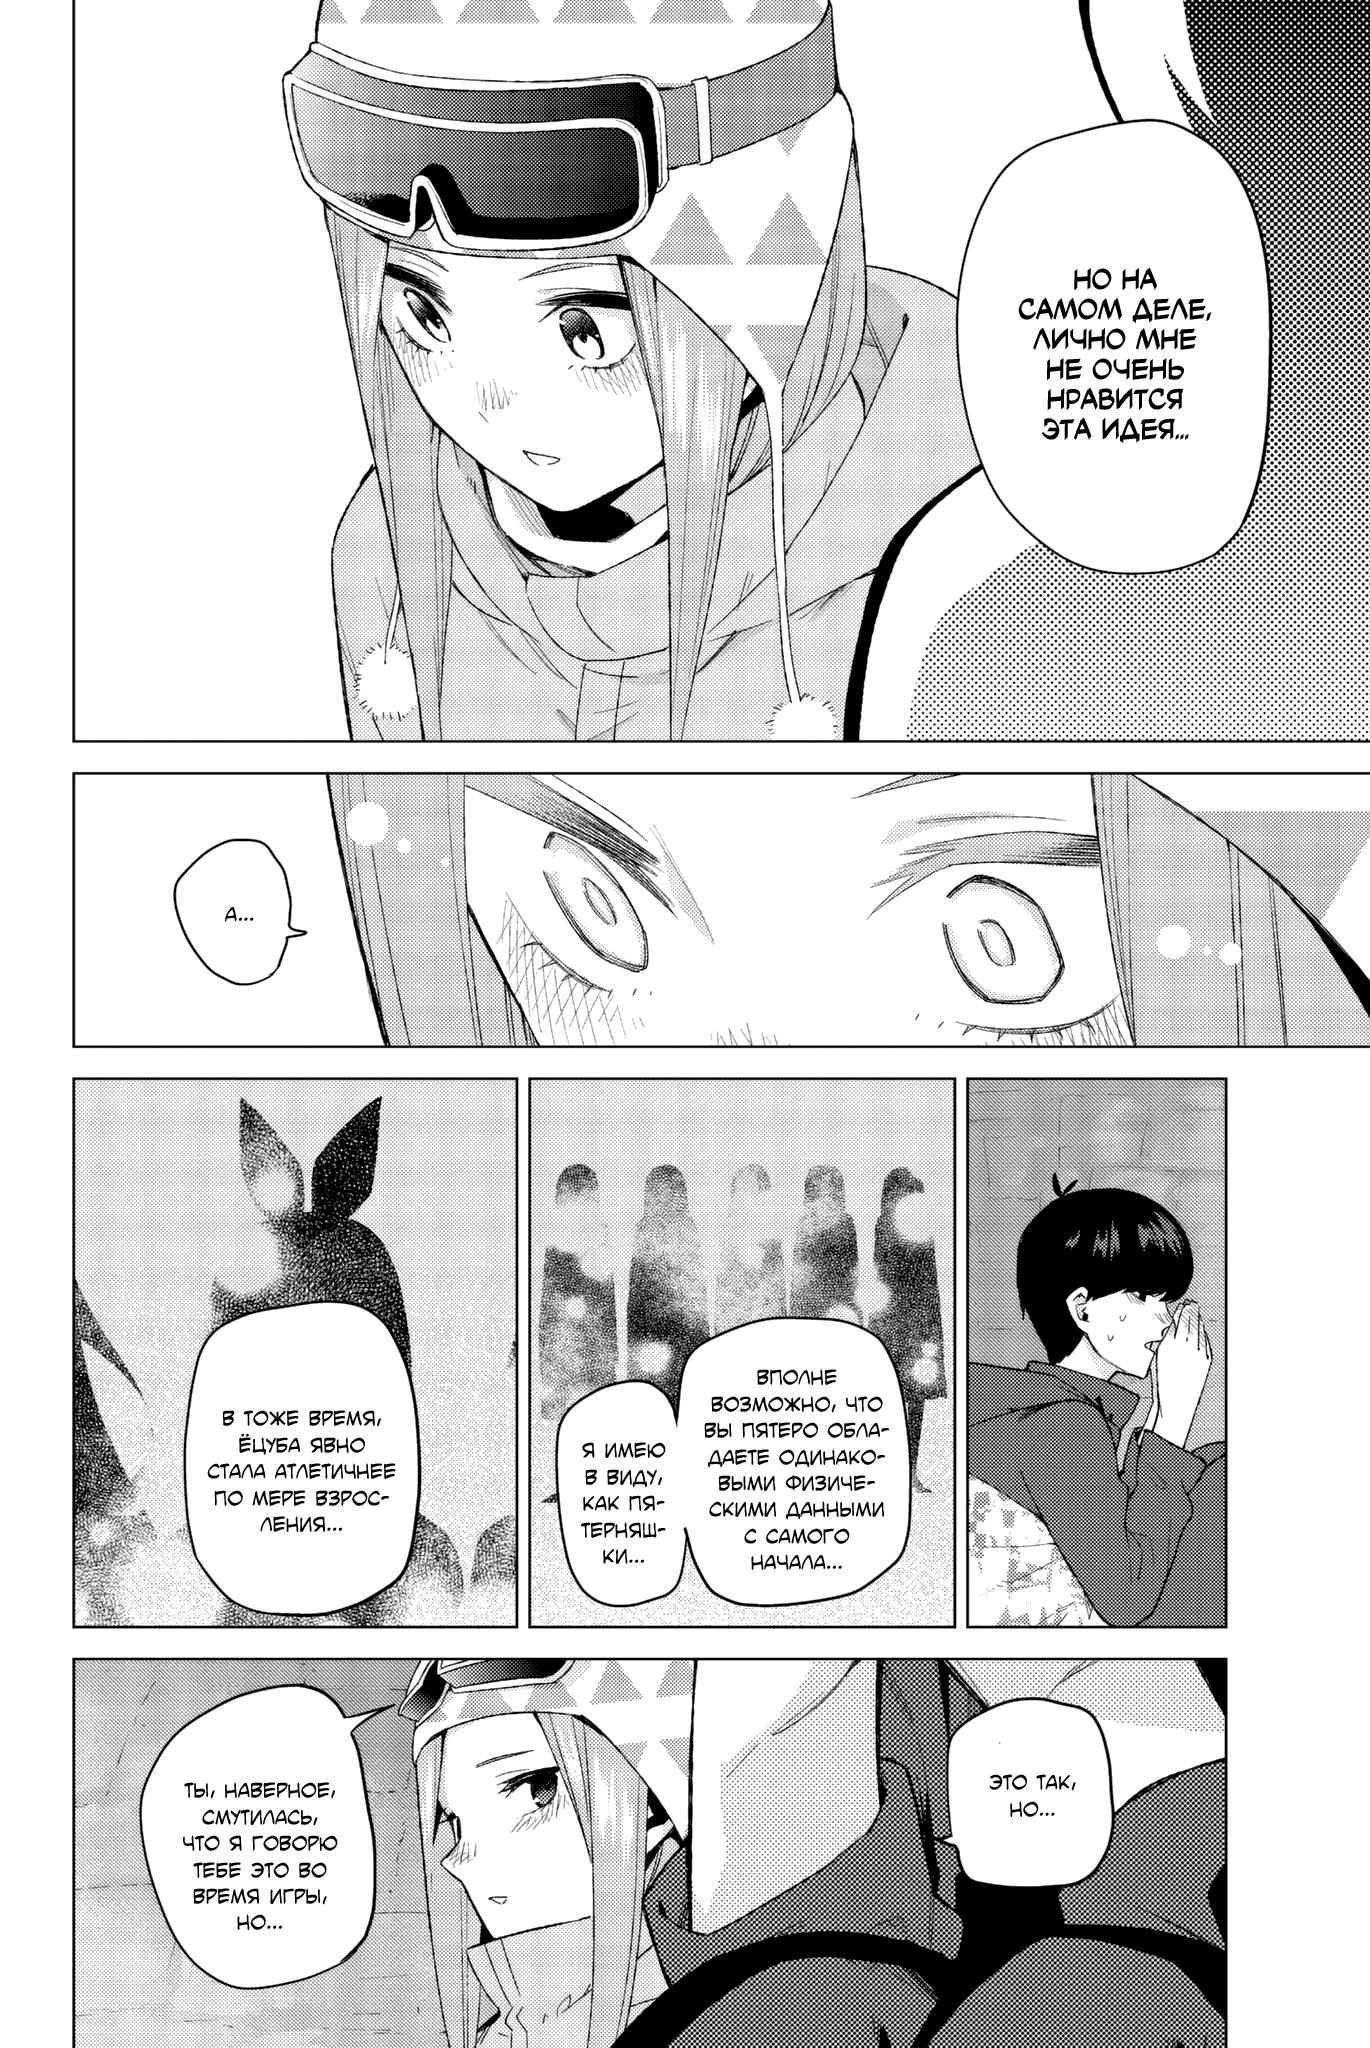 НО НА
САМОМ ДЕЛЕ,
ЛИЧНО МНЕ
НЕ ОЧЕНЬ
НРАВИТСЯ
ЭТА ИДЕЯ...
А...
ВПОЛНЕ
ВОЗМОЖНО, ЧТО
ВЫ ПЯТЕРО ОБЛА-
ДАЕТЕ ОДИНАКО-
ВЫМИ ФИЗИЧЕ-
СКИМИ ДАННЫМИ
С САМОГО
НАЧАЛА...
Я ИМЕЮ
В ВИДУ,
КАК ПЯ-
ТЕРНЯШ-
КИ...
В ТОЖЕ ВРЕМЯ,
ЁЦУБА ЯВНО
СТАЛА АТЛЕТИЧНЕЕ
ПО МЕРЕ ВЗРОС-
ЛЕНИЯ...
ЭТО ТАК,
НО...
ТЫ, НАВЕРНОЕ,
СМУТИЛАСЬ,
ЧТО Я ГОВОРЮ
ТЕБЕ ЭТО ВО
ВРЕМЯ ИГРЫ,
НО...